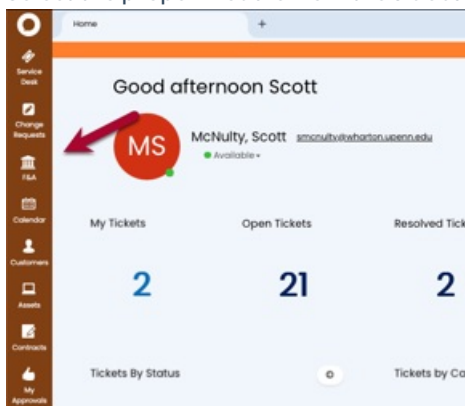 Home
+
Service
Desk
Change
Requests
F&A
Calendar
Customers
Assets
Contracts
My
Approvals
Good afternoon Scott
MS
McNulty, Scott smcnulty@wharton.upenn.edu
Available
My Tickets
Open Tickets
Resolved Tick
2
21
2
Tickets By Status
Tickets by Ca